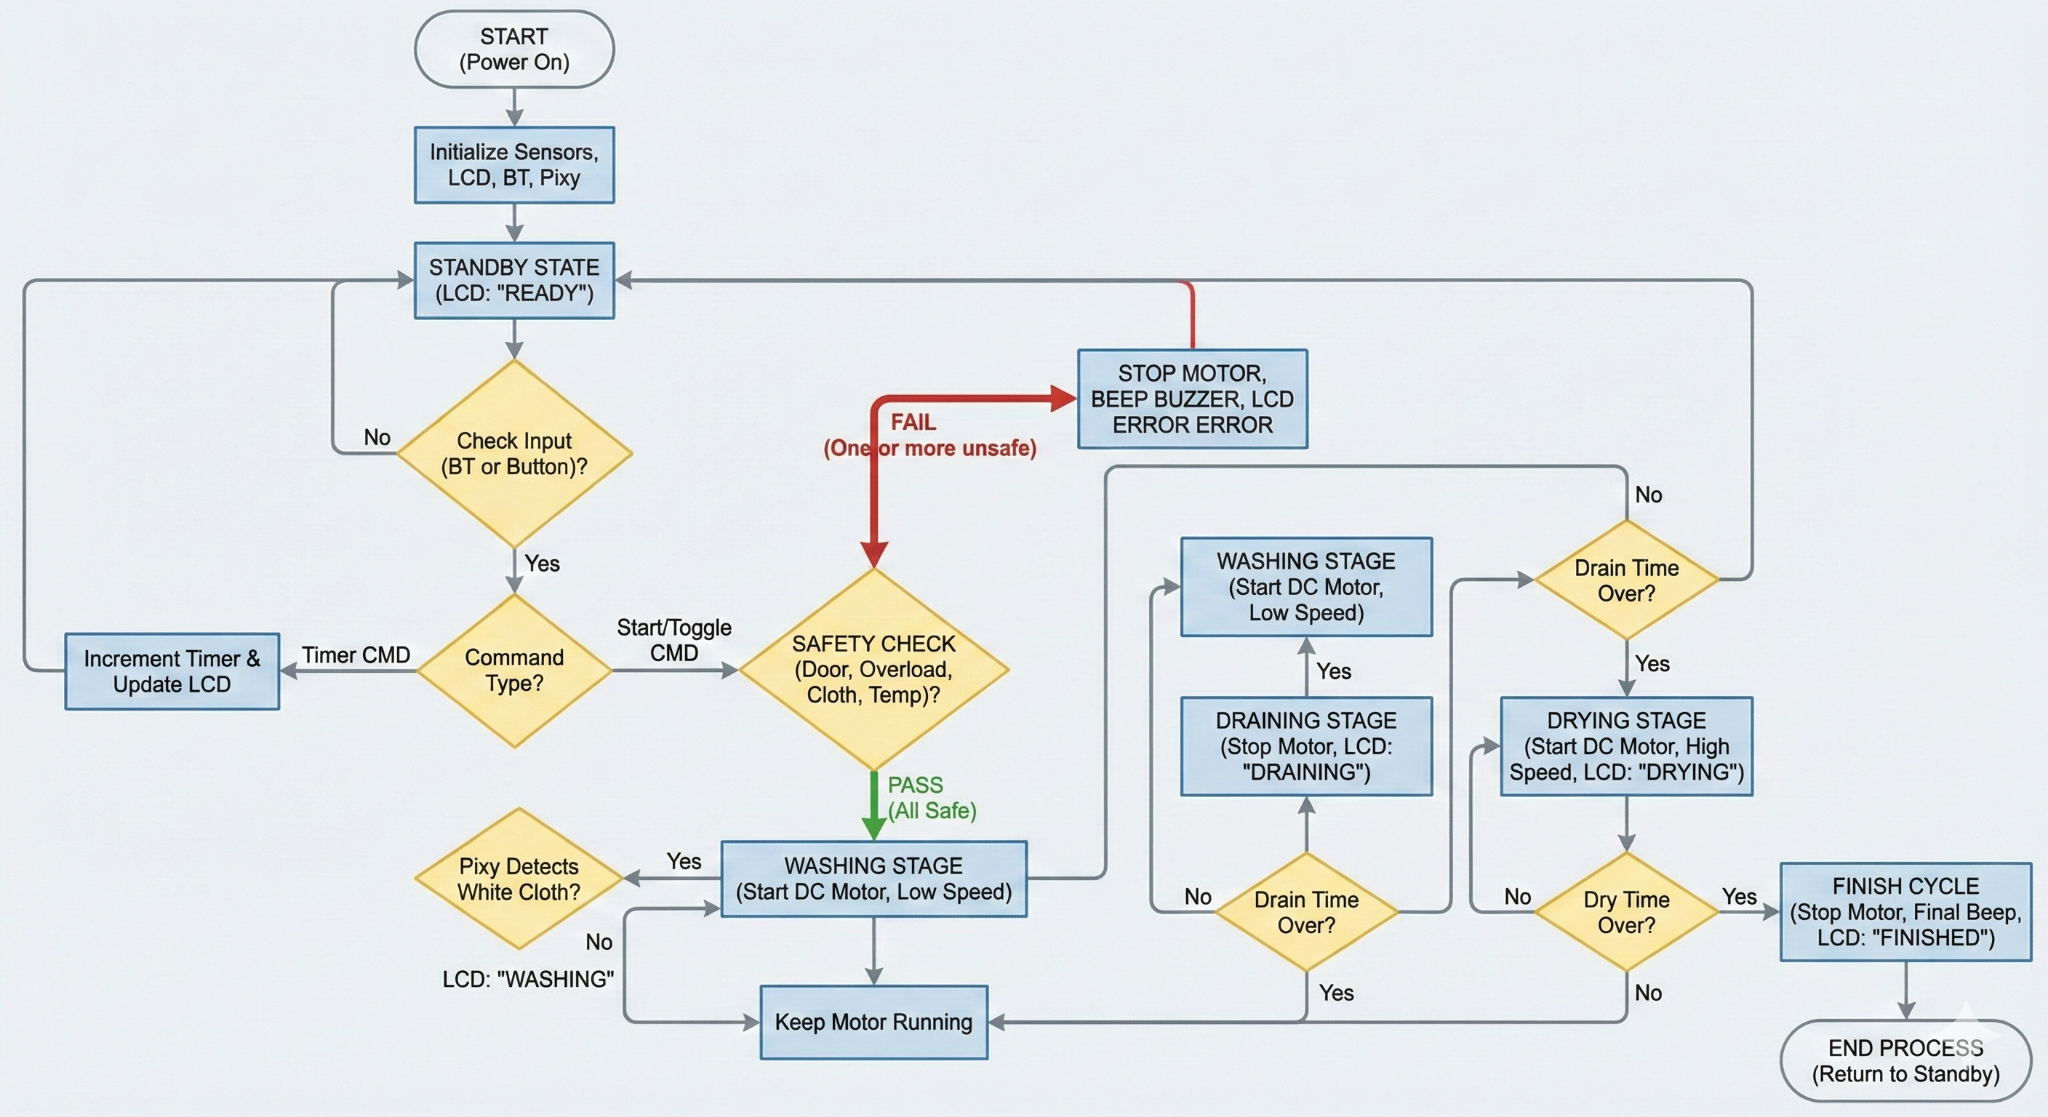 START
(Power On)
Initialize Sensors,
LCD, BT, Pixy
STANDBY STATE
(LCD: "READY")
No
Check Input
(BT or Button)?
Yes
Increment Timer &
Update LCD
Timer CMD
Command
Type?
Start/Toggle
CMD
FAIL
(One or more unsafe)
STOP MOTOR,
BEEP BUZZER, LCD
ERROR ERROR
SAFETY CHECK
(Door, Overload,
Cloth, Temp)?
PASS
(All Safe)
Pixy Detects
White Cloth?
Yes
WASHING STAGE
(Start DC Motor, Low Speed)
No
LCD: "WASHING"
Keep Motor Running
WASHING STAGE
(Start DC Motor,
Low Speed)
Yes
DRAINING STAGE
(Stop Motor, LCD:
"DRAINING")
No
Drain Time
Over?
Yes
No
Drain Time
Over?
Yes
DRYING STAGE
(Start DC Motor, High
Speed, LCD: "DRYING")
No
Dry Time
Over?
Yes
No
FINISH CYCLE
(Stop Motor, Final Beep,
LCD: "FINISHED")
END PROCESS
(Return to Standby)